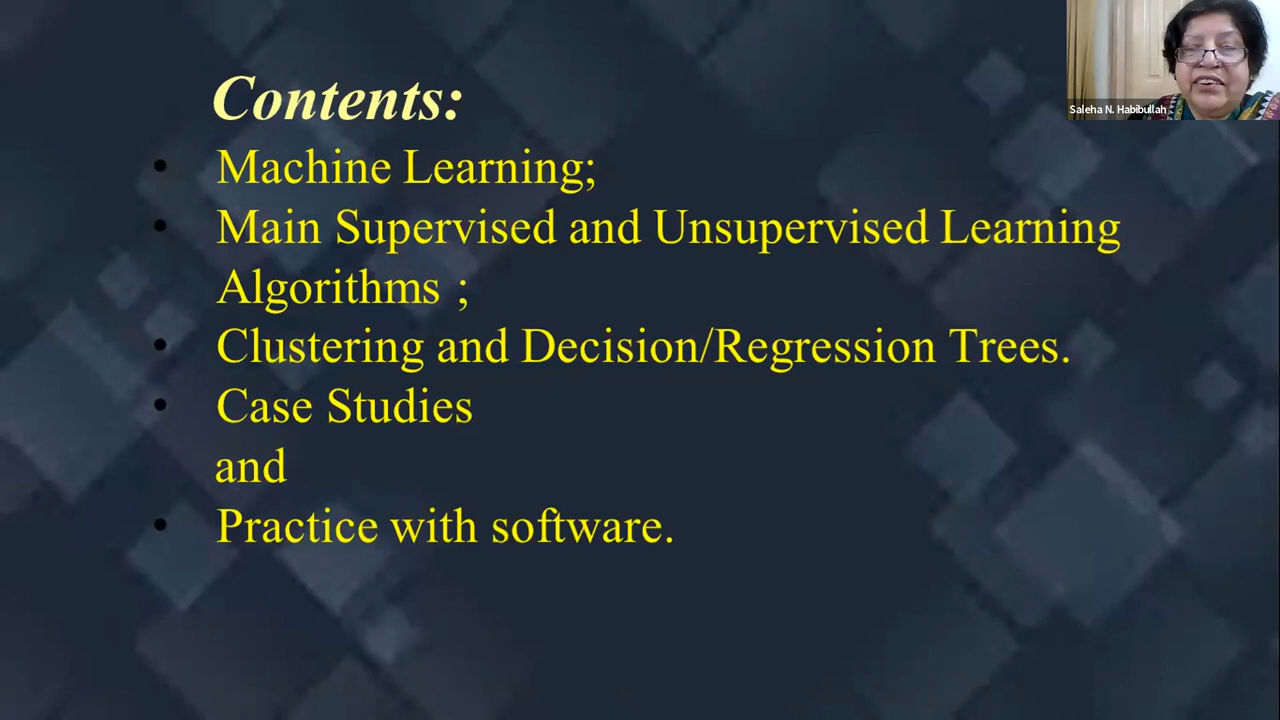 Contents:
• Machine Learning;
• Main Supervised and Unsupervised Learning
Algorithms ;
• Clustering and Decision/Regression Trees.
• Case Studies
and
• Practice with software.
Saleha N. Habibullah